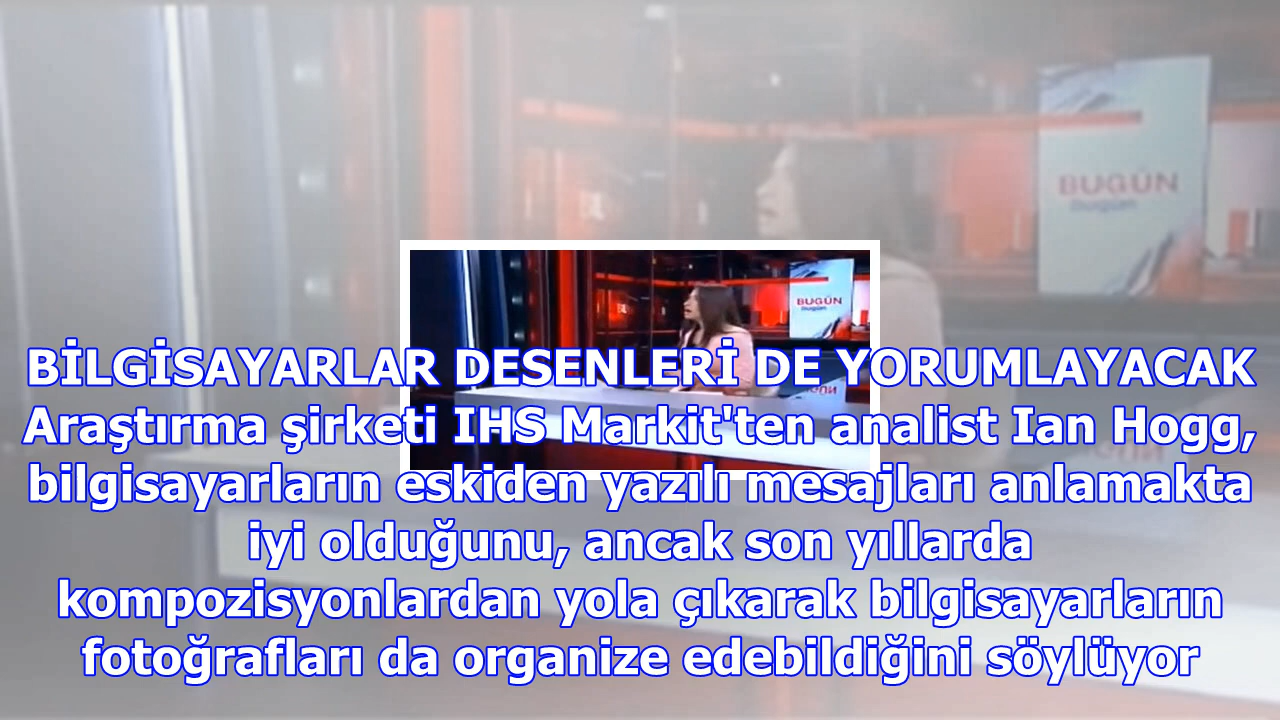 BUGÜN
bugün
BUGÜN
bugün
BİLGİSAYARLAR DESENLERİ DE YORUMLAYACAK
Araştırma şirketi IHS Markit'ten analist Ian Hogg,
bilgisayarların eskiden yazılı mesajları anlamakta
iyi olduğunu, ancak son yıllarda
kompozisyonlardan yola çıkarak bilgisayarların
fotoğrafları da organize edebildiğini söylüyor